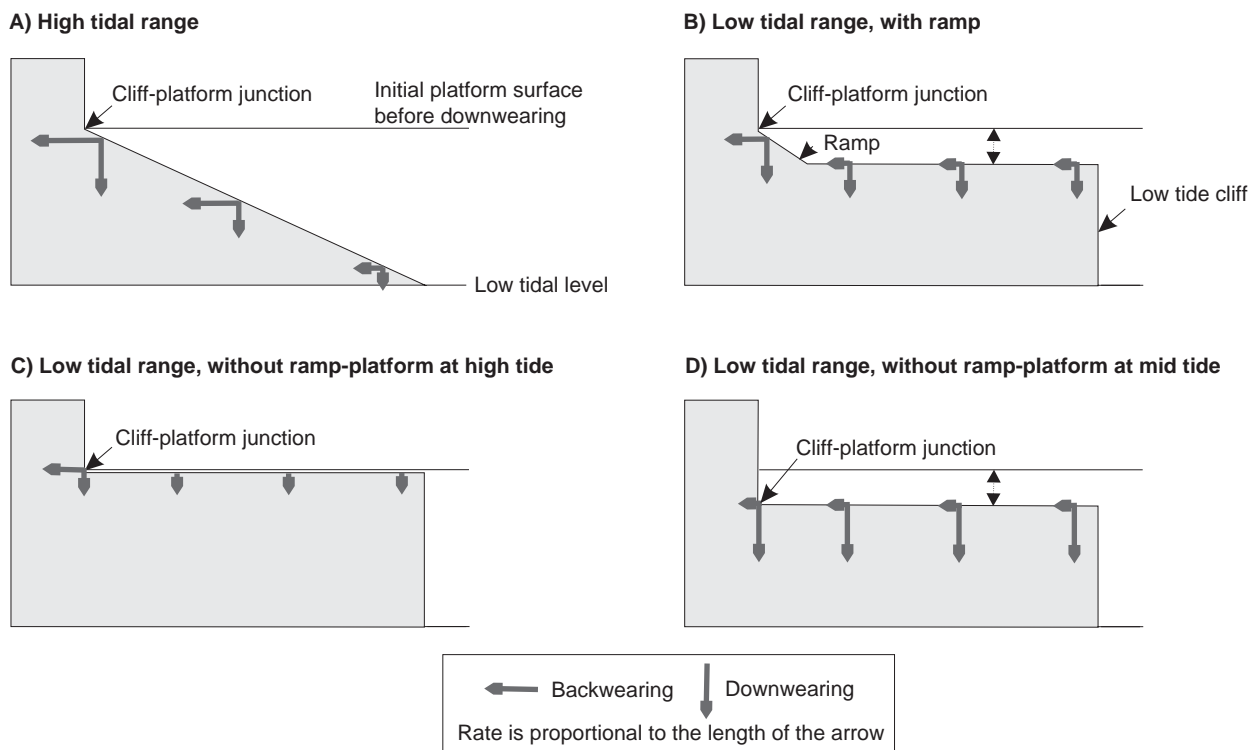 A) High tidal range
Cliff-platform junction
Initial platform surface
before downwearing
Low tidal level
B) Low tidal range, with ramp
Cliff-platform junction
Ramp
Low tide cliff
C) Low tidal range, without ramp-platform at high tide
Cliff-platform junction
D) Low tidal range, without ramp-platform at mid tide
Cliff-platform junction
Backwearing
Downwearing
Rate is proportional to the length of the arrow